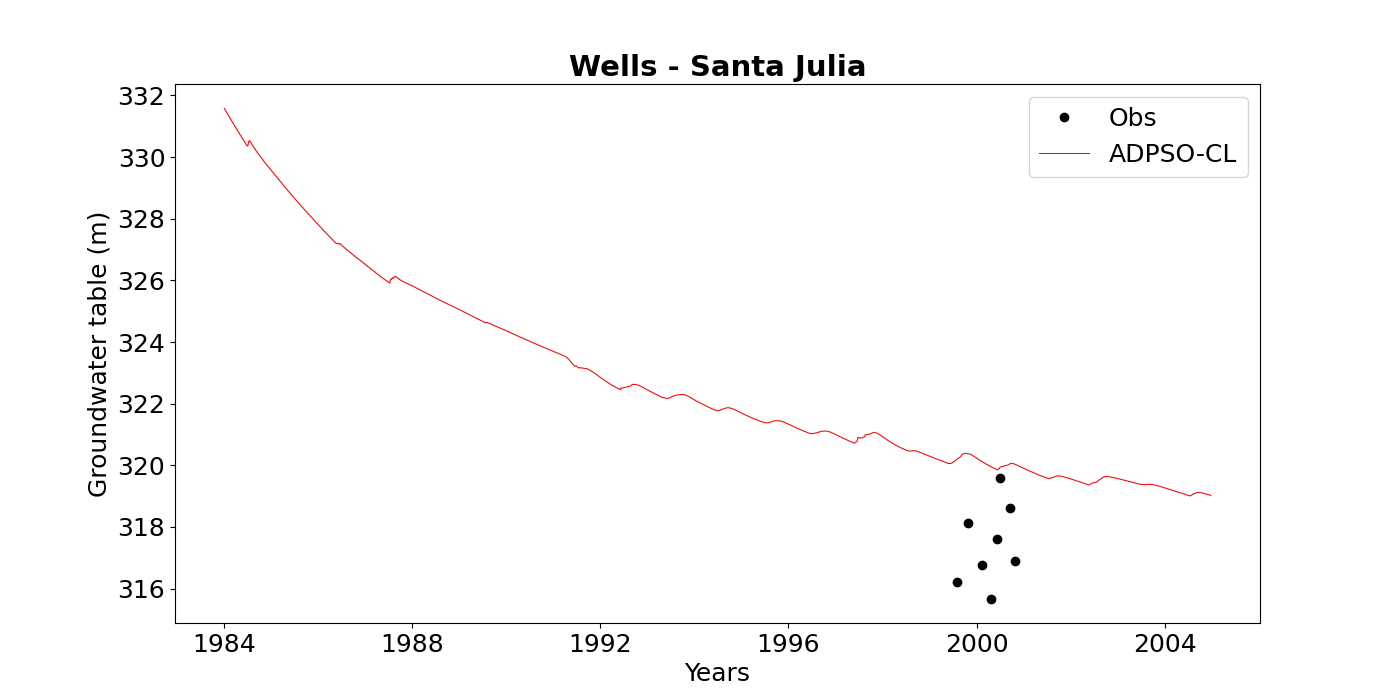 Wells - Santa Julia
Obs
ADPSO-CL
332
330
328
326
324
322
320
318
316
Groundwater table (m)
1984 1988 1992 1996 2000 2004
Years